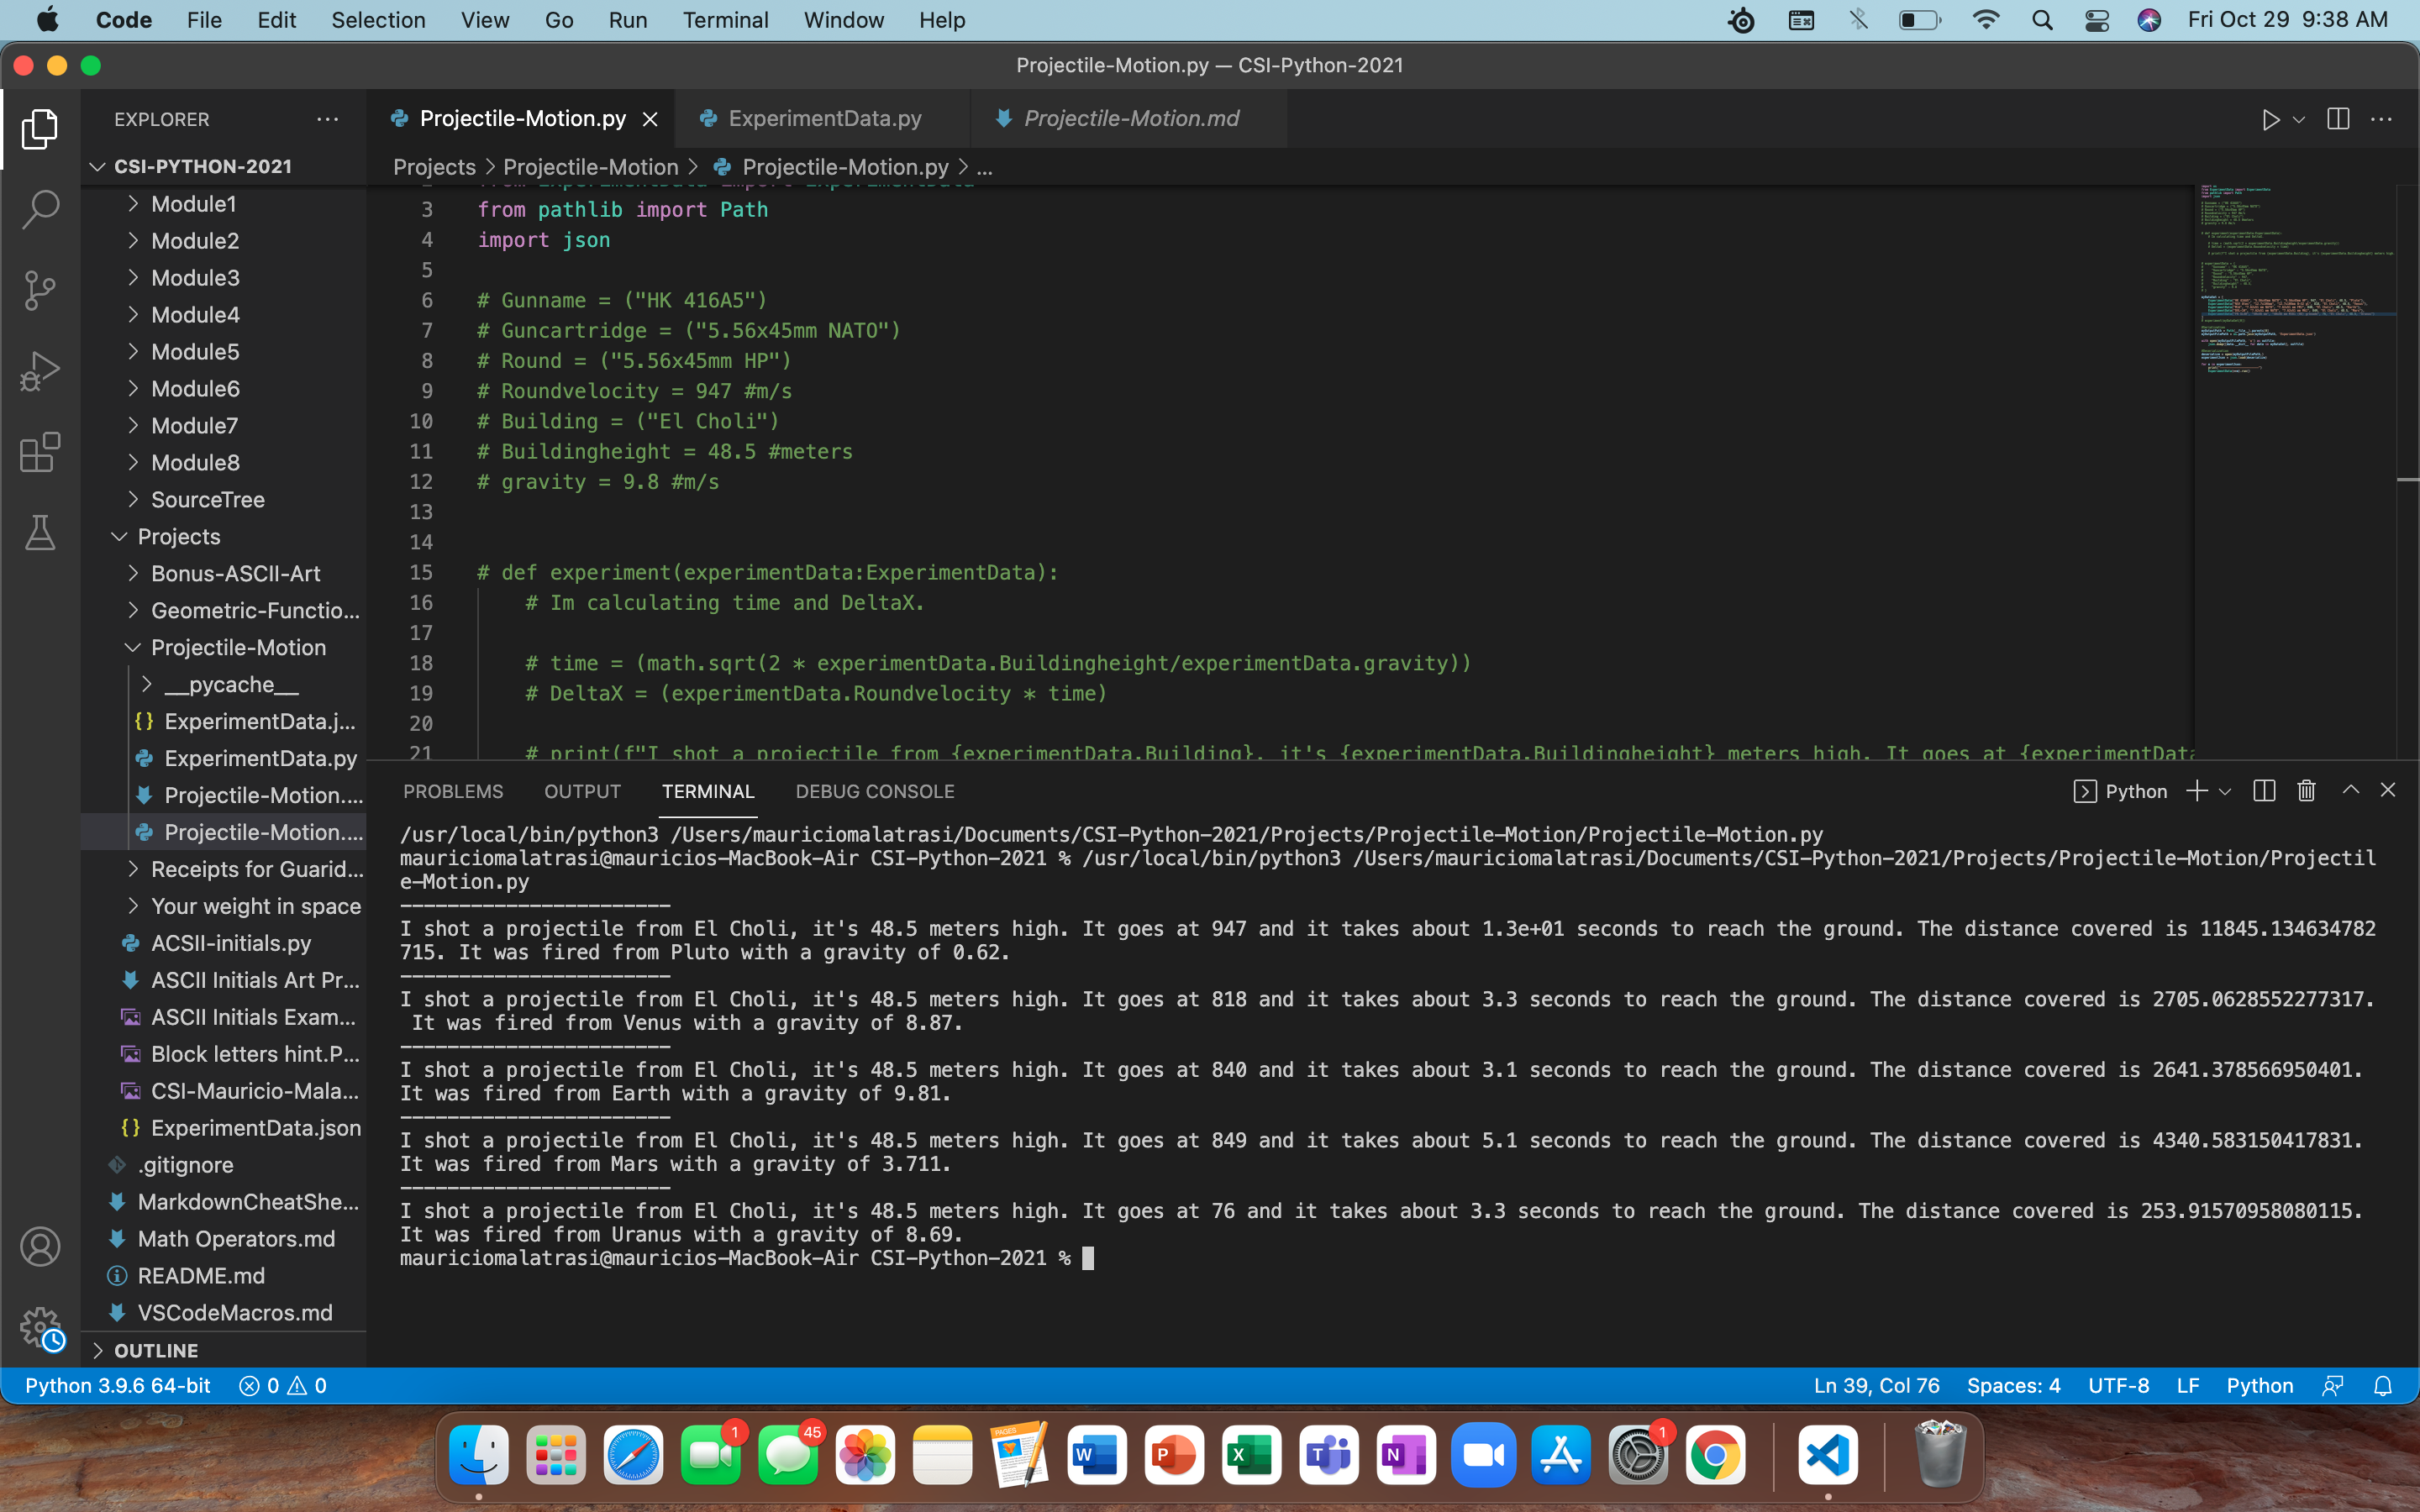 Code File Edit Selection View Go Run Terminal Window Help Fri Oct 29 9:38 AM
Projectile-Motion.py — CSI-Python-2021
EXPLORER
CSI-PYTHON-2021
Module1
Module2
Module3
Module4
Module5
Module6
Module7
Module8
SourceTree
Projects
Bonus-ASCII-Art
Geometric-Functio...
Projectile-Motion
__pycache__
ExperimentData.j...
ExperimentData.py
Projectile-Motion....
Projectile-Motion....
Receipts for Guarid...
Your weight in space
ACSII-initials.py
ASCII Initials Art Pr...
ASCII Initials Exam...
Block letters hint.P...
CSI-Mauricio-Mala...
ExperimentData.json
.gitignore
MarkdownCheatShe...
Math Operators.md
README.md
VSCodeMacros.md
OUTLINE
Projectile-Motion.py ExperimentData.py Projectile-Motion.md
Projects > Projectile-Motion > Projectile-Motion.py > ...
from ExperimentData import ExperimentData
3 from pathlib import Path
4 import json
5
6 # Gunname = ("HK 416A5")
7 # Guncartridge = ("5.56x45mm NATO")
8 # Round = ("5.56x45mm HP")
9 # Roundvelocity = 947 #m/s
10 # Building = ("El Choli")
11 # Buildingheight = 48.5 #meters
12 # gravity = 9.8 #m/s
13
14
15 # def experiment(experimentData:ExperimentData):
16 # Im calculating time and DeltaX.
17
18 # time = (math.sqrt(2 * experimentData.Buildingheight/experimentData.gravity))
19 # DeltaX = (experimentData.Roundvelocity * time)
20
21 # print(f"I shot a projectile from {experimentData.Building}, it's {experimentData.Buildingheight} meters high. It goes at {experimentData
PROBLEMS OUTPUT TERMINAL DEBUG CONSOLE Python
/usr/local/bin/python3 /Users/mauriciomalatrasi/Documents/CSI-Python-2021/Projects/Projectile-Motion/Projectile-Motion.py
mauriciomalatrasi@mauricios-MacBook-Air CSI-Python-2021 % /usr/local/bin/python3 /Users/mauriciomalatrasi/Documents/CSI-Python-2021/Projects/Projectile-Motion/Projectil
e-Motion.py
-----------------------
I shot a projectile from El Choli, it's 48.5 meters high. It goes at 947 and it takes about 1.3e+01 seconds to reach the ground. The distance covered is 11845.134634782
715. It was fired from Pluto with a gravity of 0.62.
-----------------------
I shot a projectile from El Choli, it's 48.5 meters high. It goes at 818 and it takes about 3.3 seconds to reach the ground. The distance covered is 2705.0628552277317.
It was fired from Venus with a gravity of 8.87.
-----------------------
I shot a projectile from El Choli, it's 48.5 meters high. It goes at 840 and it takes about 3.1 seconds to reach the ground. The distance covered is 2641.378566950401.
It was fired from Earth with a gravity of 9.81.
-----------------------
I shot a projectile from El Choli, it's 48.5 meters high. It goes at 849 and it takes about 5.1 seconds to reach the ground. The distance covered is 4340.583150417831.
It was fired from Mars with a gravity of 3.711.
-----------------------
I shot a projectile from El Choli, it's 48.5 meters high. It goes at 76 and it takes about 3.3 seconds to reach the ground. The distance covered is 253.91570958080115.
It was fired from Uranus with a gravity of 8.69.
mauriciomalatrasi@mauricios-MacBook-Air CSI-Python-2021 %
Python 3.9.6 64-bit 0 0 Ln 39, Col 76 Spaces: 4 UTF-8 LF Python
1 45 PAGES W P X T N 1